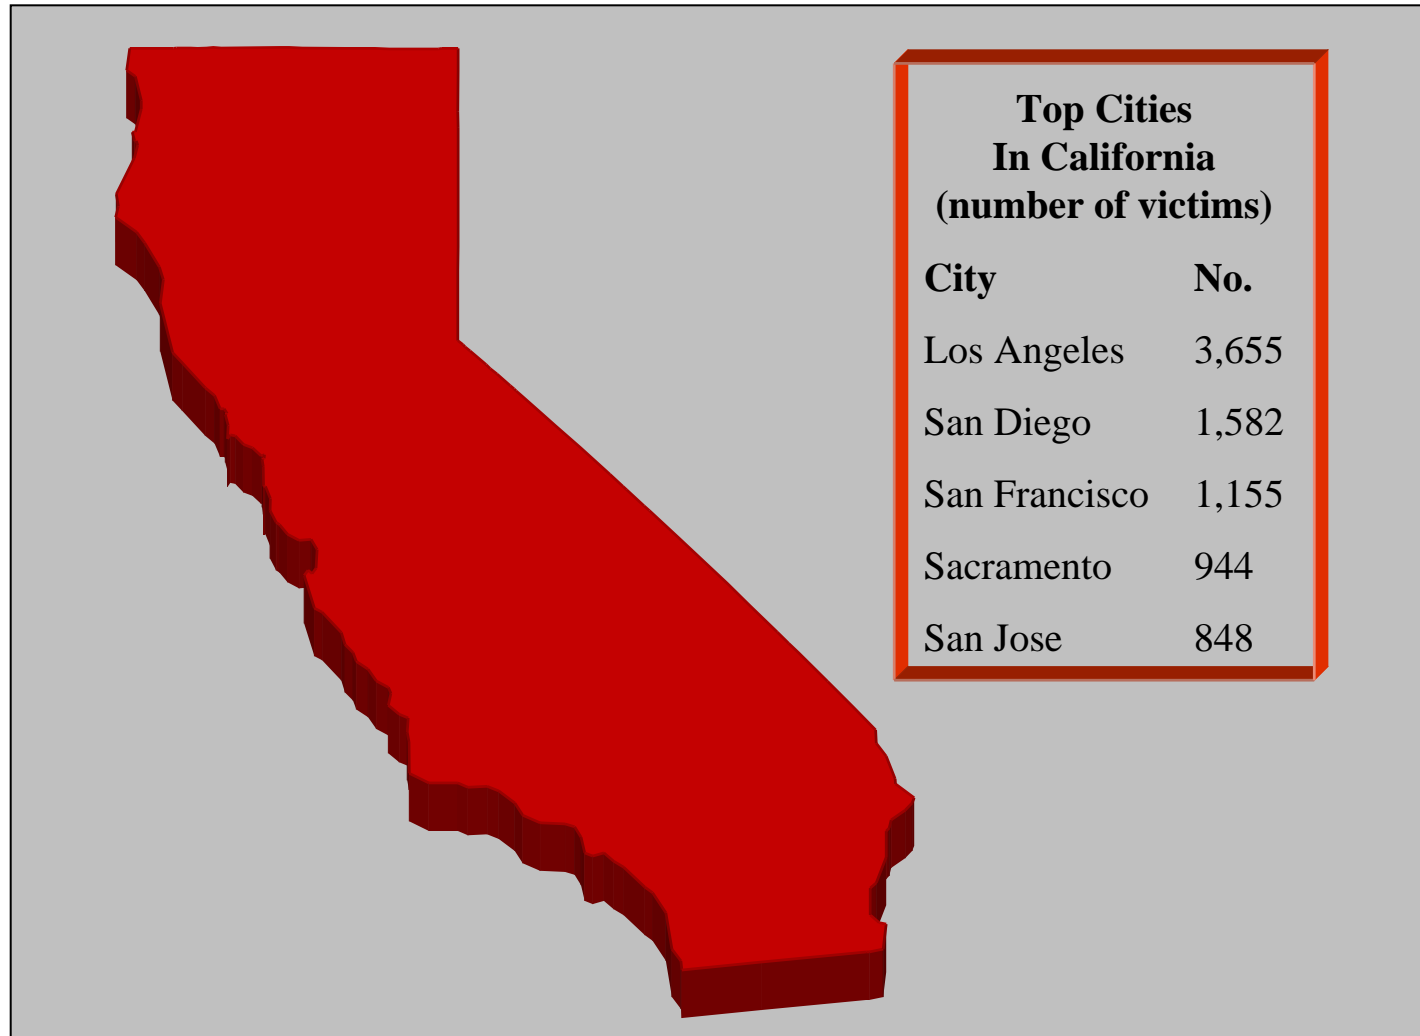 Top Cities
In California
(number of victims)
City No.
Los Angeles 3,655
San Diego 1,582
San Francisco 1,155
Sacramento 944
San Jose 848